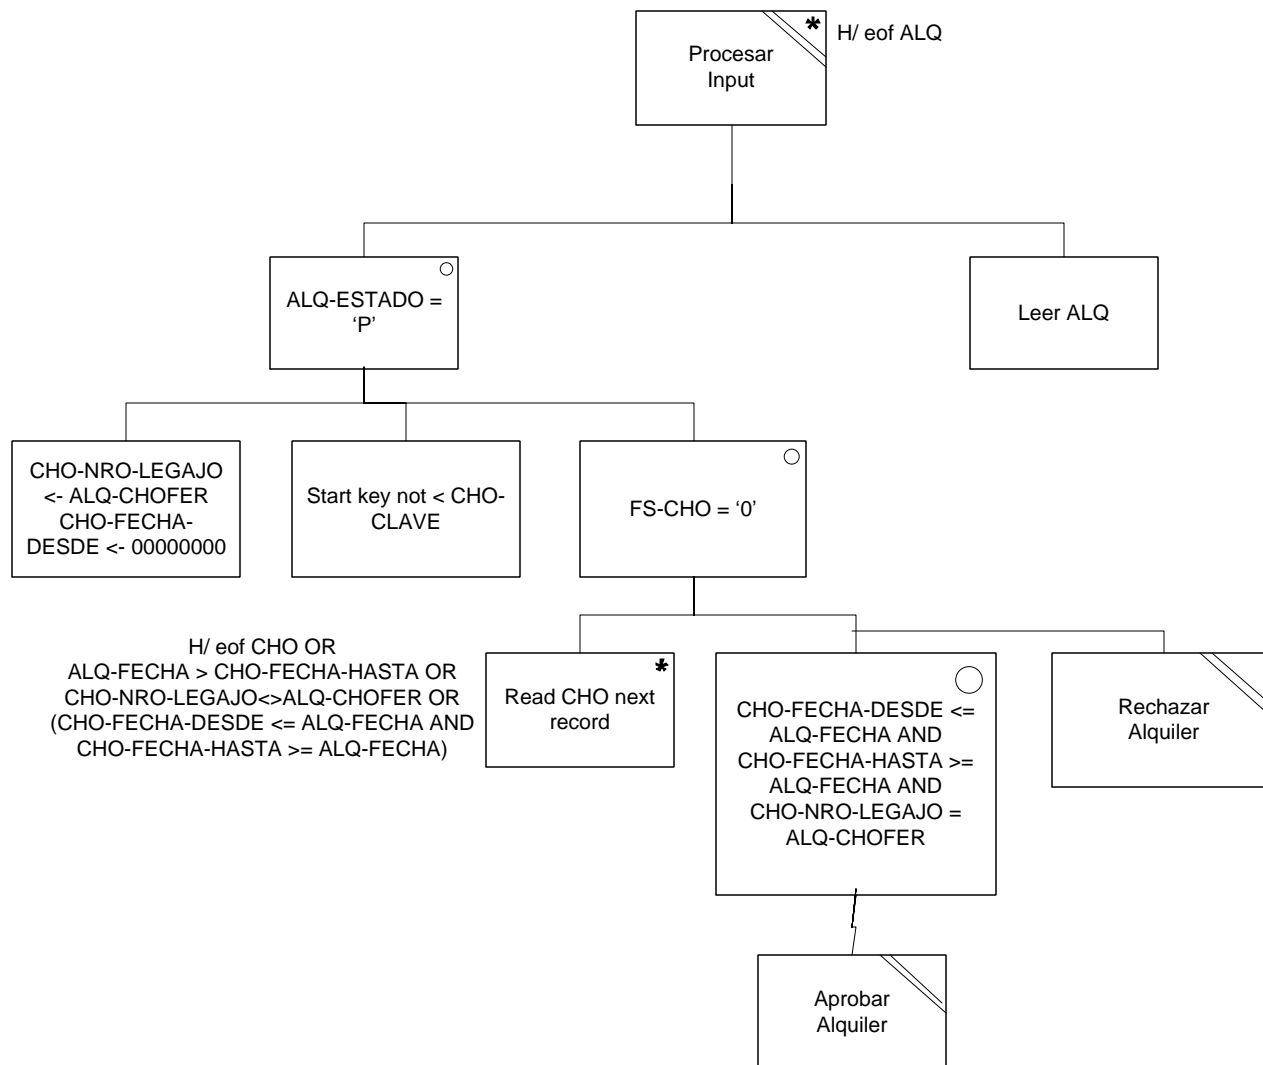 *
H/ eof ALQ
Procesar
Input
ALQ-ESTADO =
‘P’
Leer ALQ
CHO-NRO-LEGAJO
<- ALQ-CHOFER
CHO-FECHA-
DESDE <- 00000000
Start key not < CHO-
CLAVE
FS-CHO = ‘0’
H/ eof CHO OR
ALQ-FECHA > CHO-FECHA-HASTA OR
CHO-NRO-LEGAJO<>ALQ-CHOFER OR
(CHO-FECHA-DESDE <= ALQ-FECHA AND
CHO-FECHA-HASTA >= ALQ-FECHA)
*
Read CHO next
record
CHO-FECHA-DESDE <=
ALQ-FECHA AND
CHO-FECHA-HASTA >=
ALQ-FECHA AND
CHO-NRO-LEGAJO =
ALQ-CHOFER
Rechazar
Alquiler
Aprobar
Alquiler